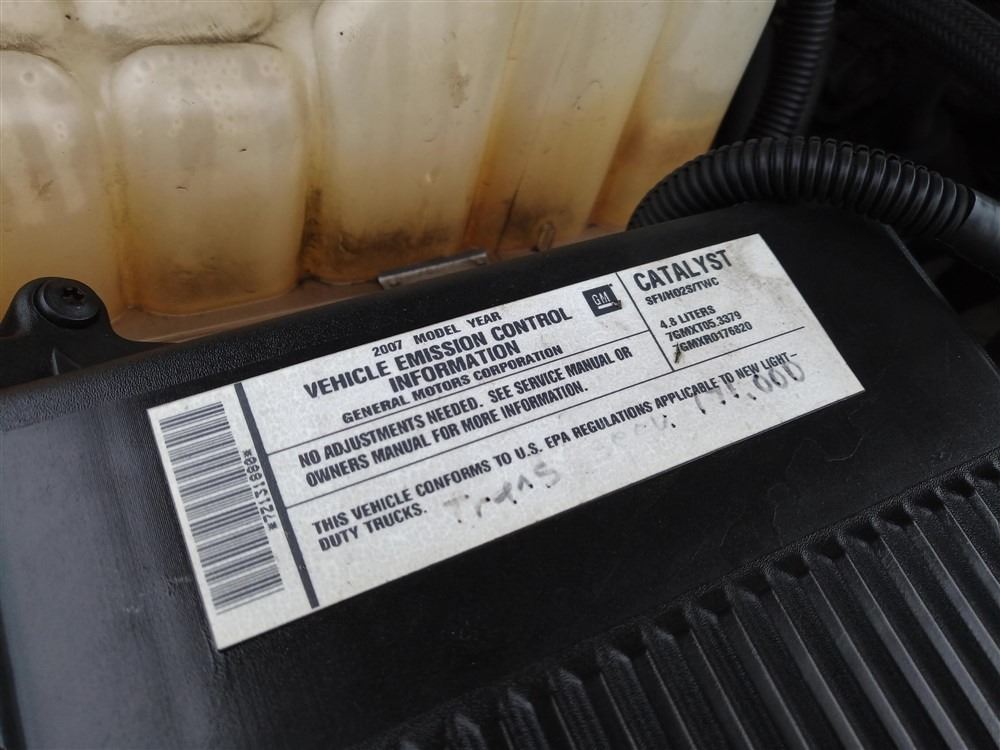 2007 MODEL YEAR
VEHICLE EMISSION CONTROL
INFORMATION
GENERAL MOTORS CORPORATION
GM
CATALYST
SFI/HO2S/TWC
4.8 LITERS
7GMXT05.3379
7GMXR0176820
NO ADJUSTMENTS NEEDED. SEE SERVICE MANUAL OR
OWNERS MANUAL FOR MORE INFORMATION.
THIS VEHICLE CONFORMS TO U.S. EPA REGULATIONS APPLICABLE TO NEW LIGHT-
DUTY TRUCKS.
Trans